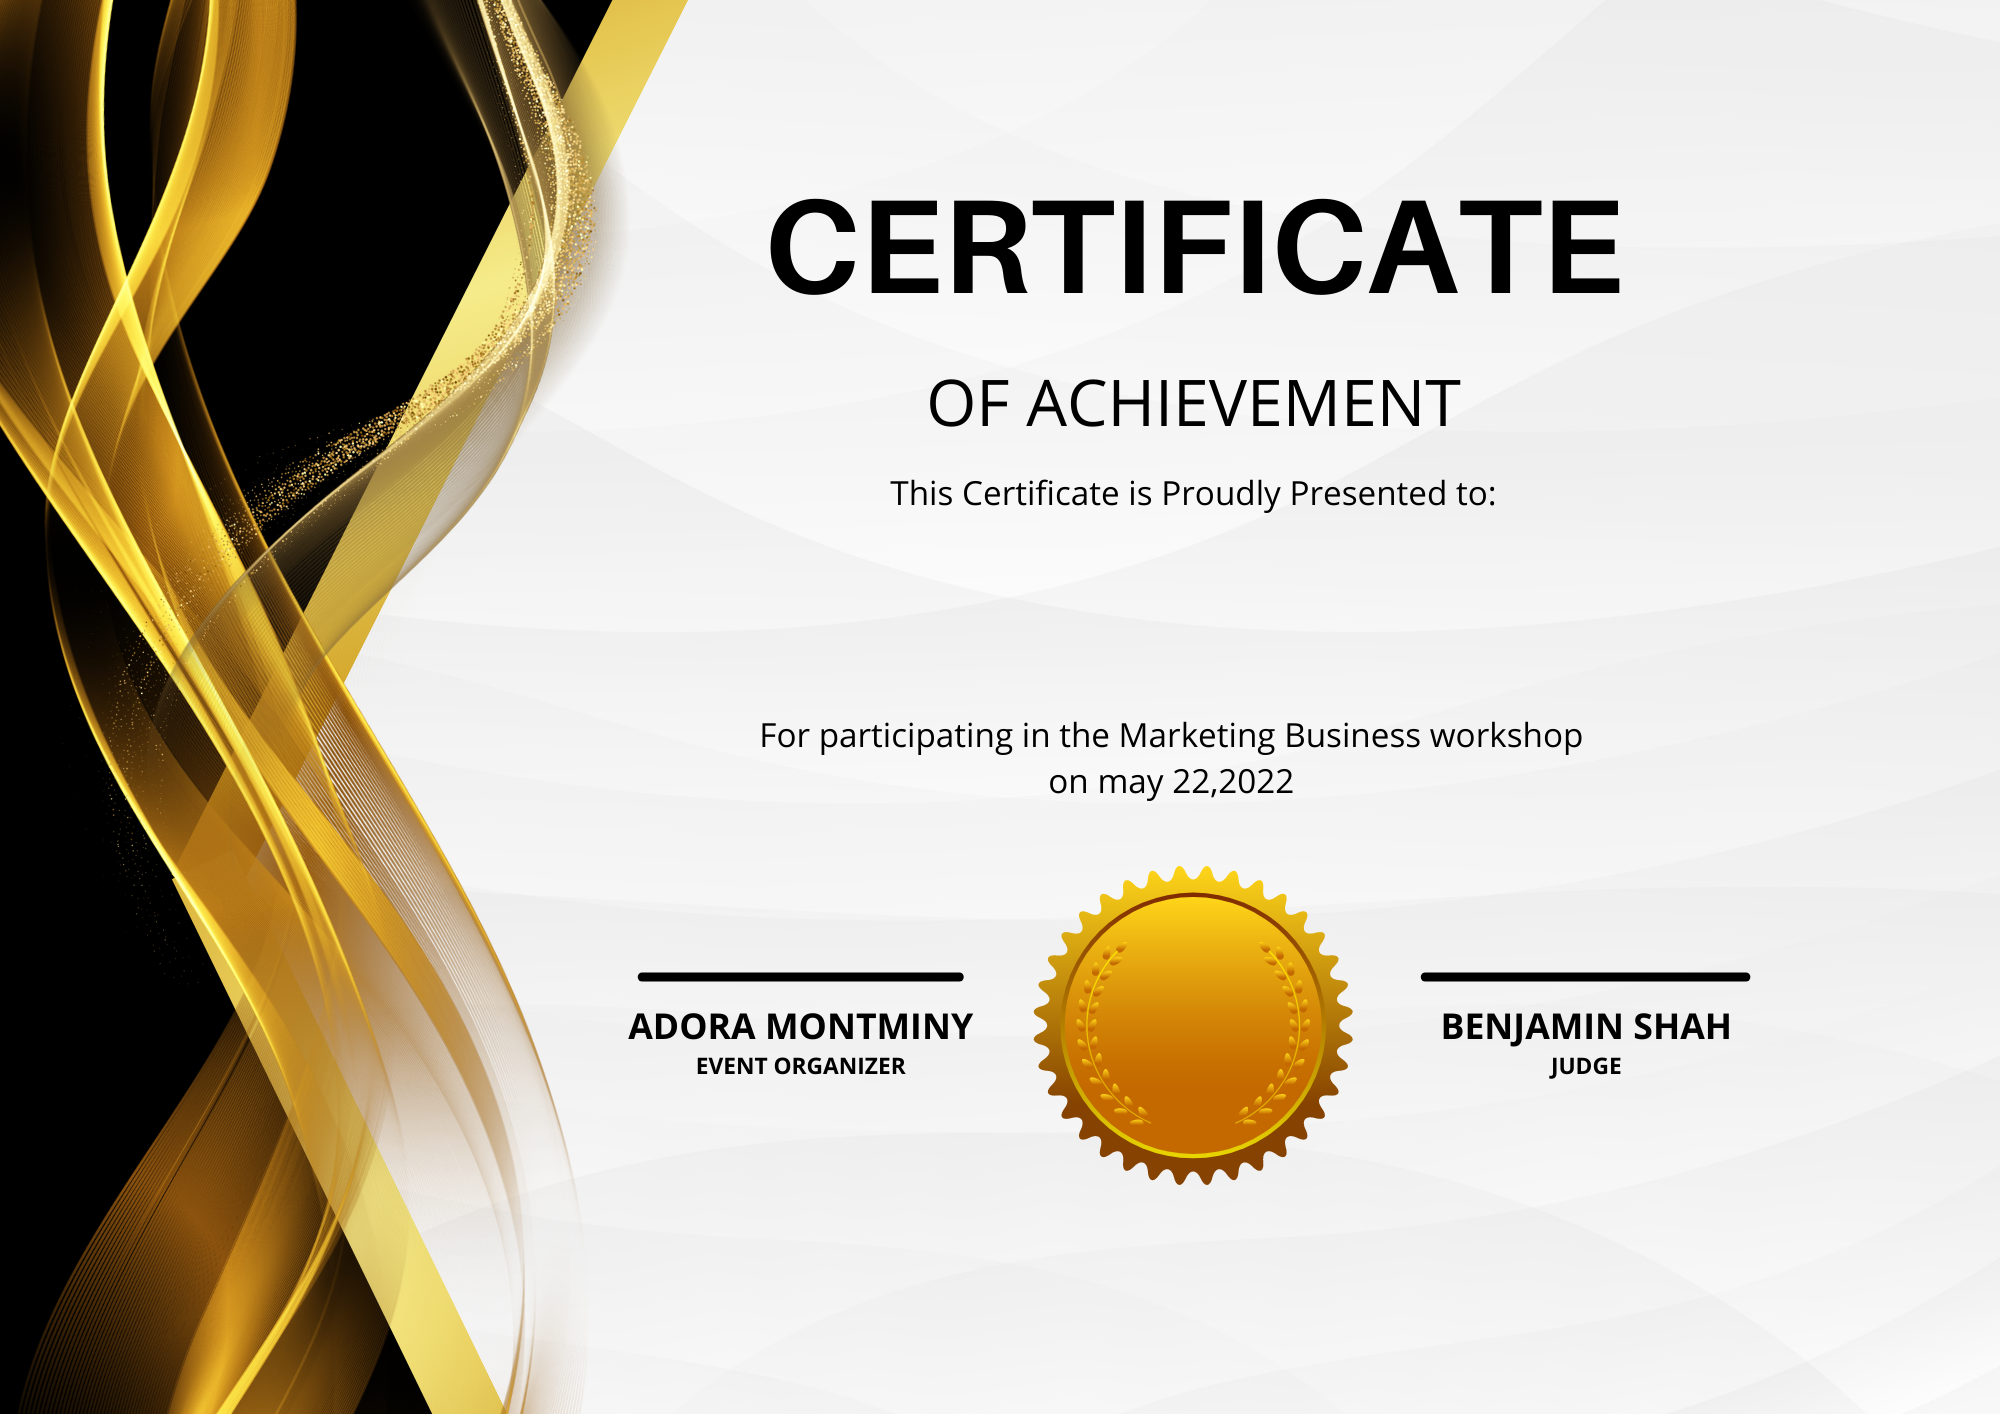 CERTIFICATE
OF ACHIEVEMENT
This Certificate is Proudly Presented to:
For participating in the Marketing Business workshop
on may 22,2022
ADORA MONTMINY
EVENT ORGANIZER
BENJAMIN SHAH
JUDGE